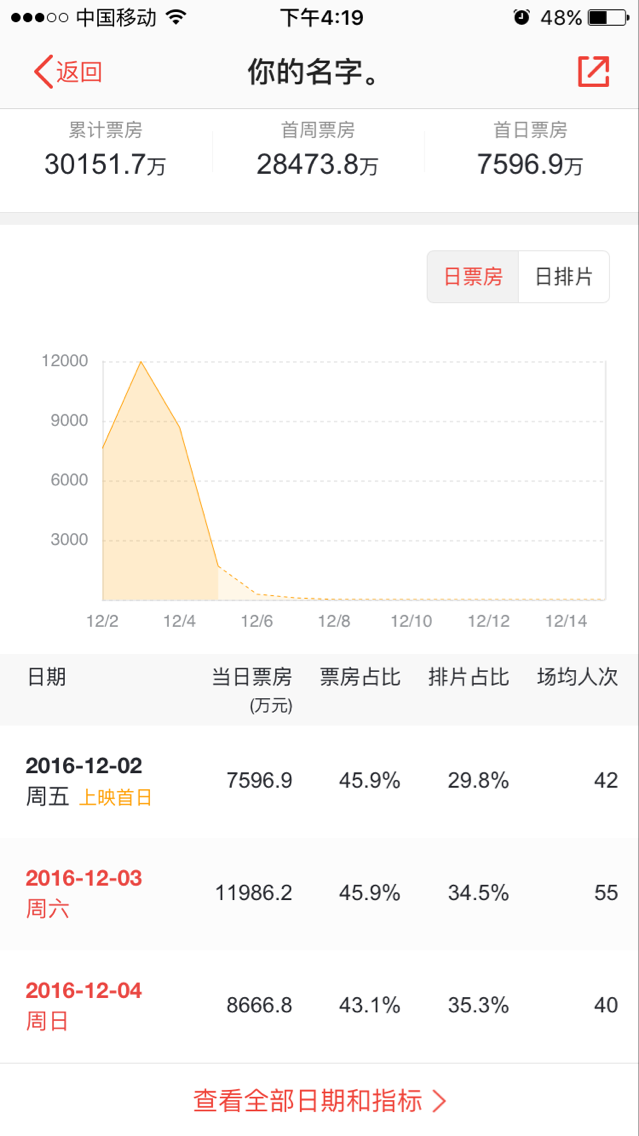 中国移动 下午4:19 48%
返回 你的名字。
累计票房 首周票房 首日票房
30151.7万 28473.8万 7596.9万
日票房 日排片
12000
9000
6000
3000
12/2 12/4 12/6 12/8 12/10 12/12 12/14
日期 当日票房 票房占比 排片占比 场均人次
(万元)
2016-12-02
周五 上映首日 7596.9 45.9% 29.8% 42
2016-12-03
周六 11986.2 45.9% 34.5% 55
2016-12-04
周日 8666.8 43.1% 35.3% 40
查看全部日期和指标